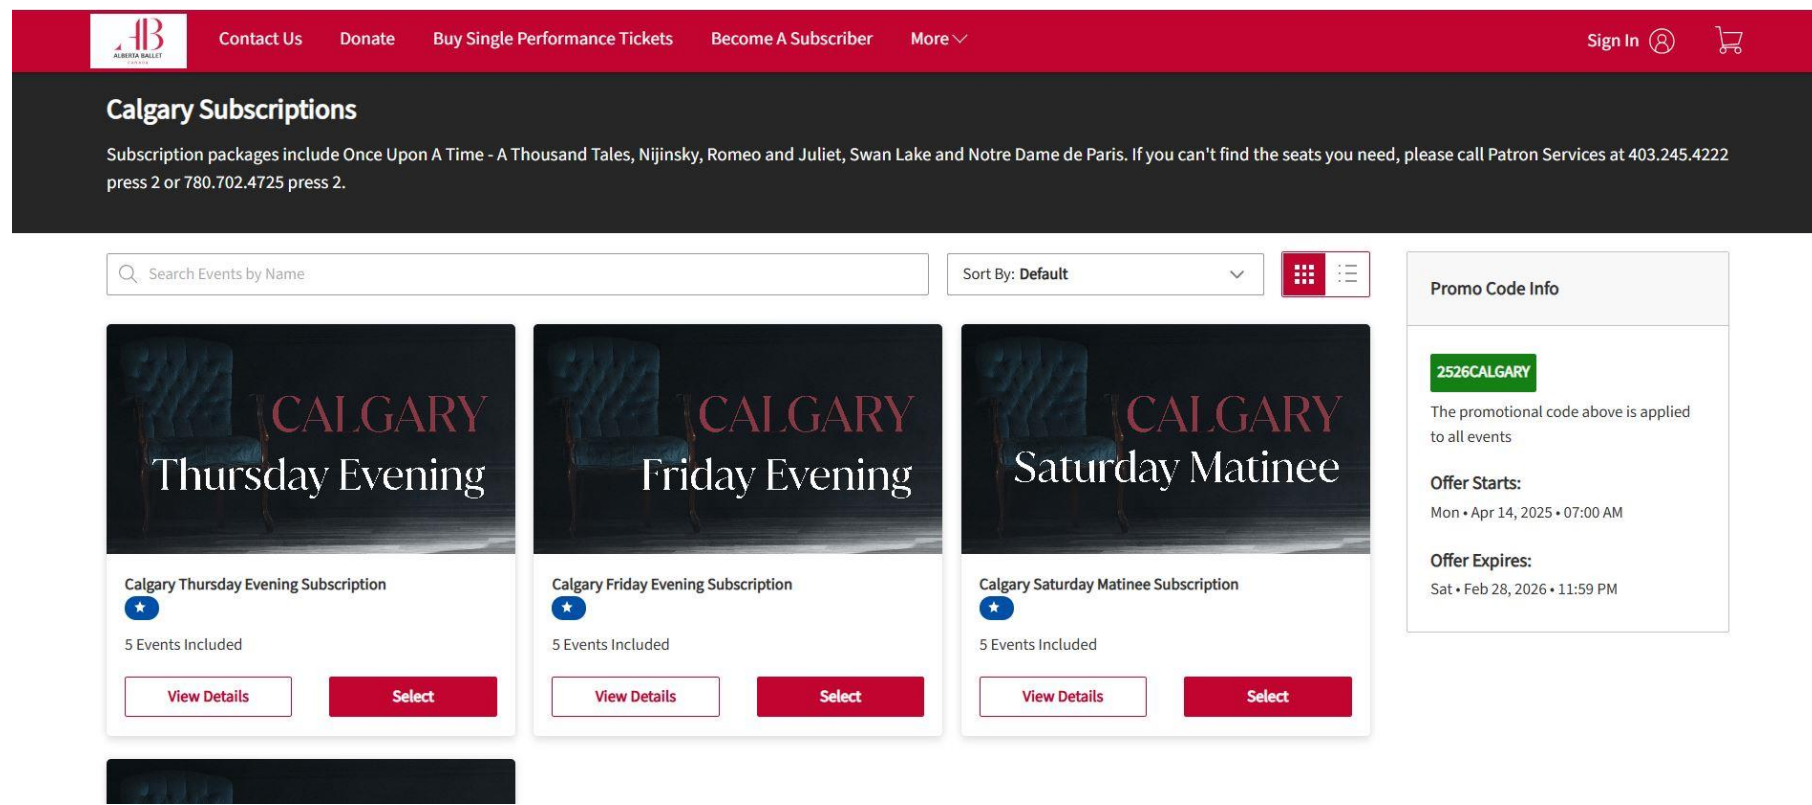 AB
ALBERTA BALLET
CANADA
Contact Us
Donate
Buy Single Performance Tickets
Become A Subscriber
More
Sign In
Calgary Subscriptions
Subscription packages include Once Upon A Time - A Thousand Tales, Nijinsky, Romeo and Juliet, Swan Lake and Notre Dame de Paris. If you can't find the seats you need, please call Patron Services at 403.245.4222
press 2 or 780.702.4725 press 2.
Search Events by Name
Sort By: Default
CALGARY
Thursday Evening
Calgary Thursday Evening Subscription
5 Events Included
View Details
Select
CALGARY
Friday Evening
Calgary Friday Evening Subscription
5 Events Included
View Details
Select
CALGARY
Saturday Matinee
Calgary Saturday Matinee Subscription
5 Events Included
View Details
Select
Promo Code Info
2526CALGARY
The promotional code above is applied
to all events
Offer Starts:
Mon • Apr 14, 2025 • 07:00 AM
Offer Expires:
Sat • Feb 28, 2026 • 11:59 PM